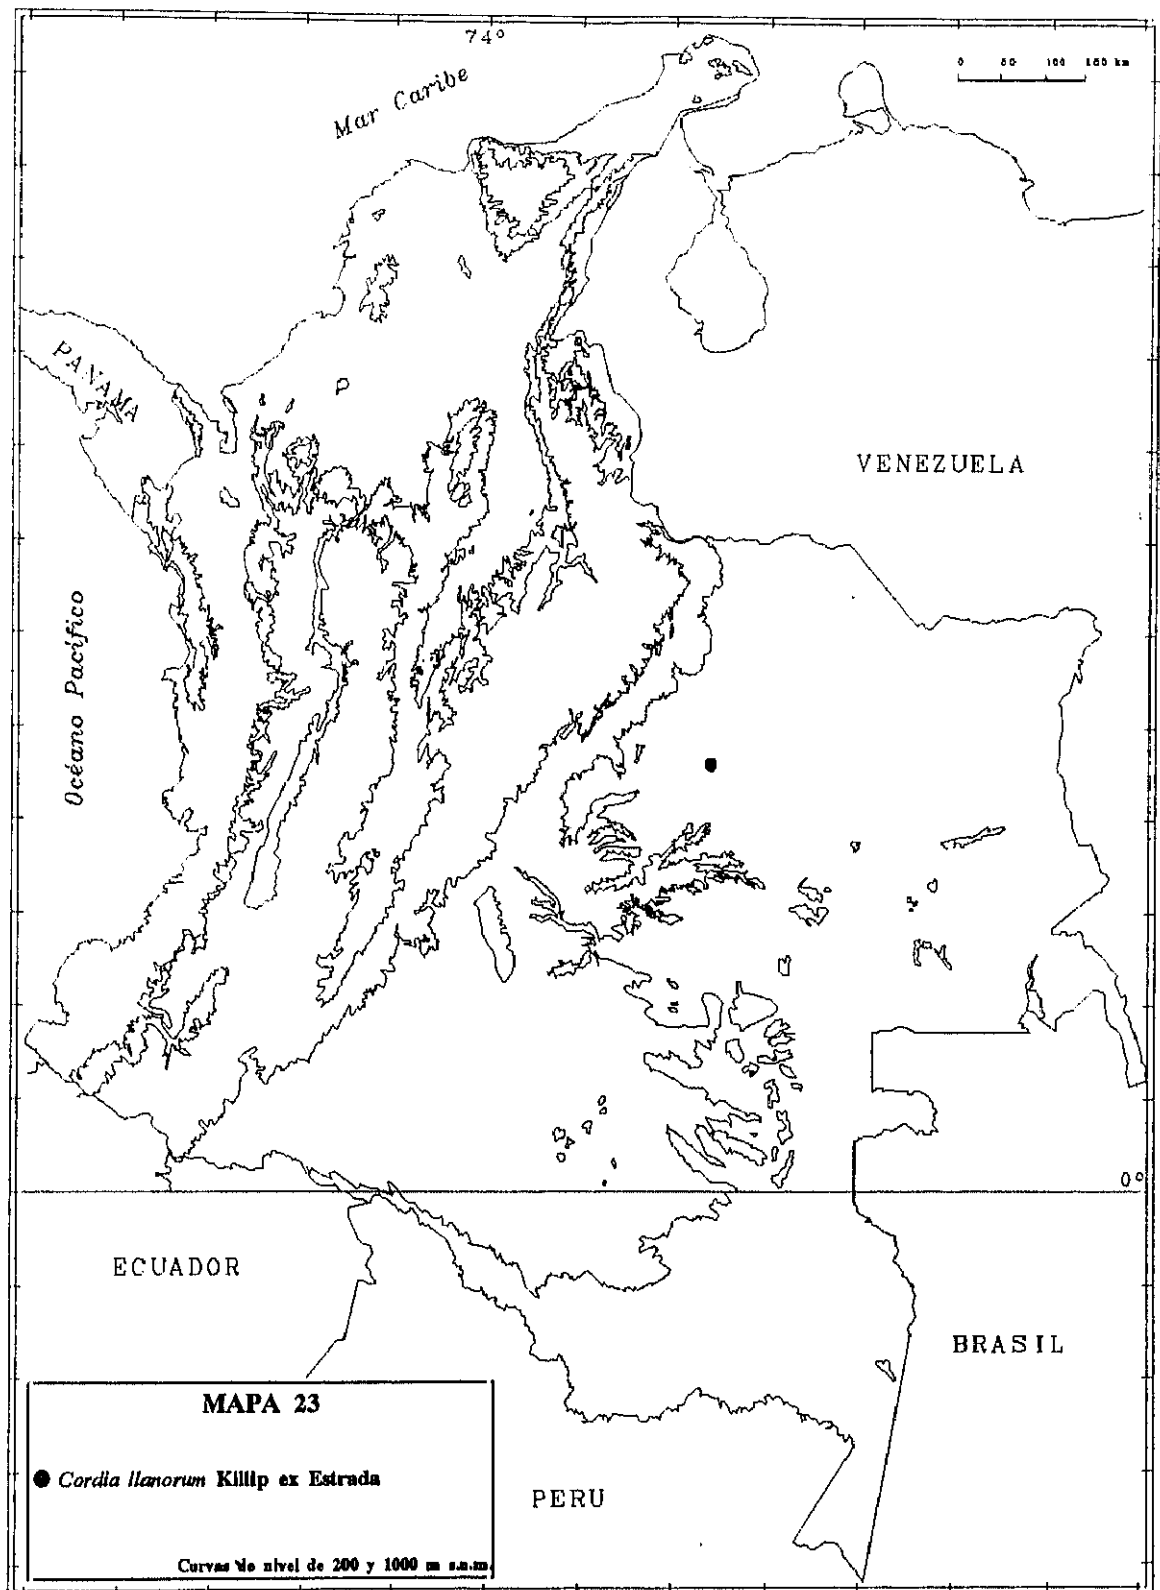 74°
0 50 100 150 km
Mar Caribe
PANAMA
VENEZUELA
Océano Pacífico
0°
ECUADOR
BRASIL
MAPA 23
Cordia llanorum Killip ex Estrada
PERU
Curvas de nivel de 200 y 1000 m s.n.m.